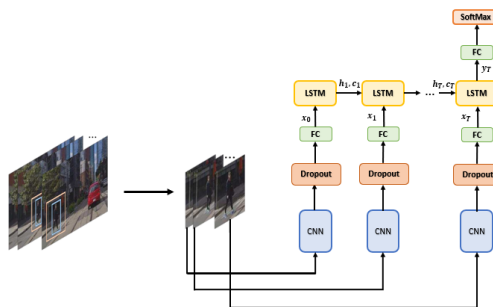 SoftMax
FC
y_T
h_1, c_1
h_T, c_T
LSTM
LSTM
...
LSTM
x_0
x_1
x_T
FC
FC
FC
...
...
Dropout
Dropout
Dropout
CNN
CNN
CNN